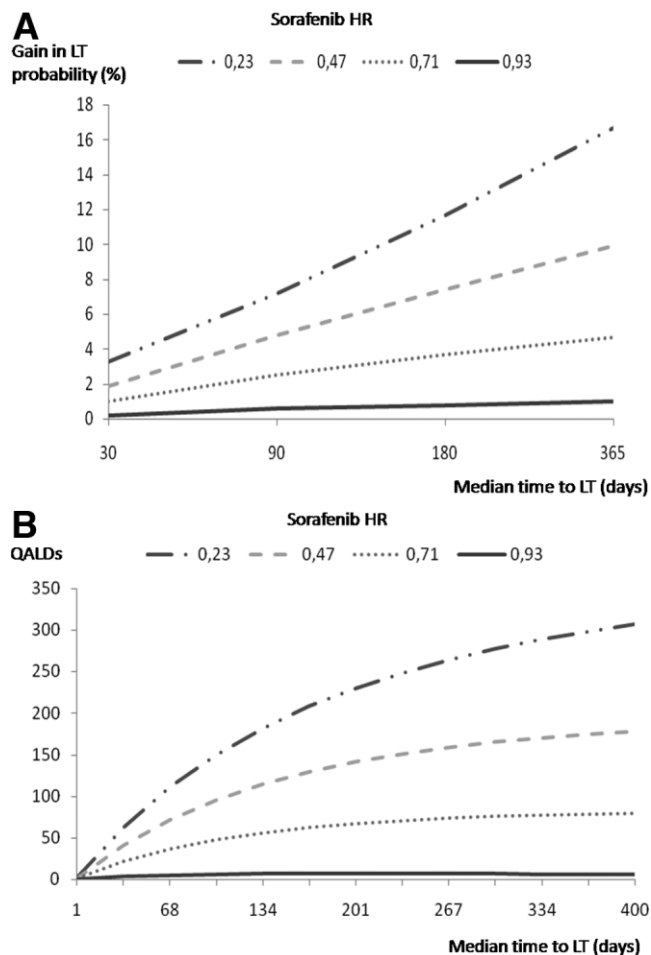 A
Sorafenib HR
Gain in LT
probability (%)
0,23 0,47 0,71 0,93
18
16
14
12
10
8
6
4
2
0
30 90 180 365
Median time to LT (days)
B
Sorafenib HR
QALDs
0,23 0,47 0,71 0,93
350
300
250
200
150
100
50
0
1 68 134 201 267 334 400
Median time to LT (days)